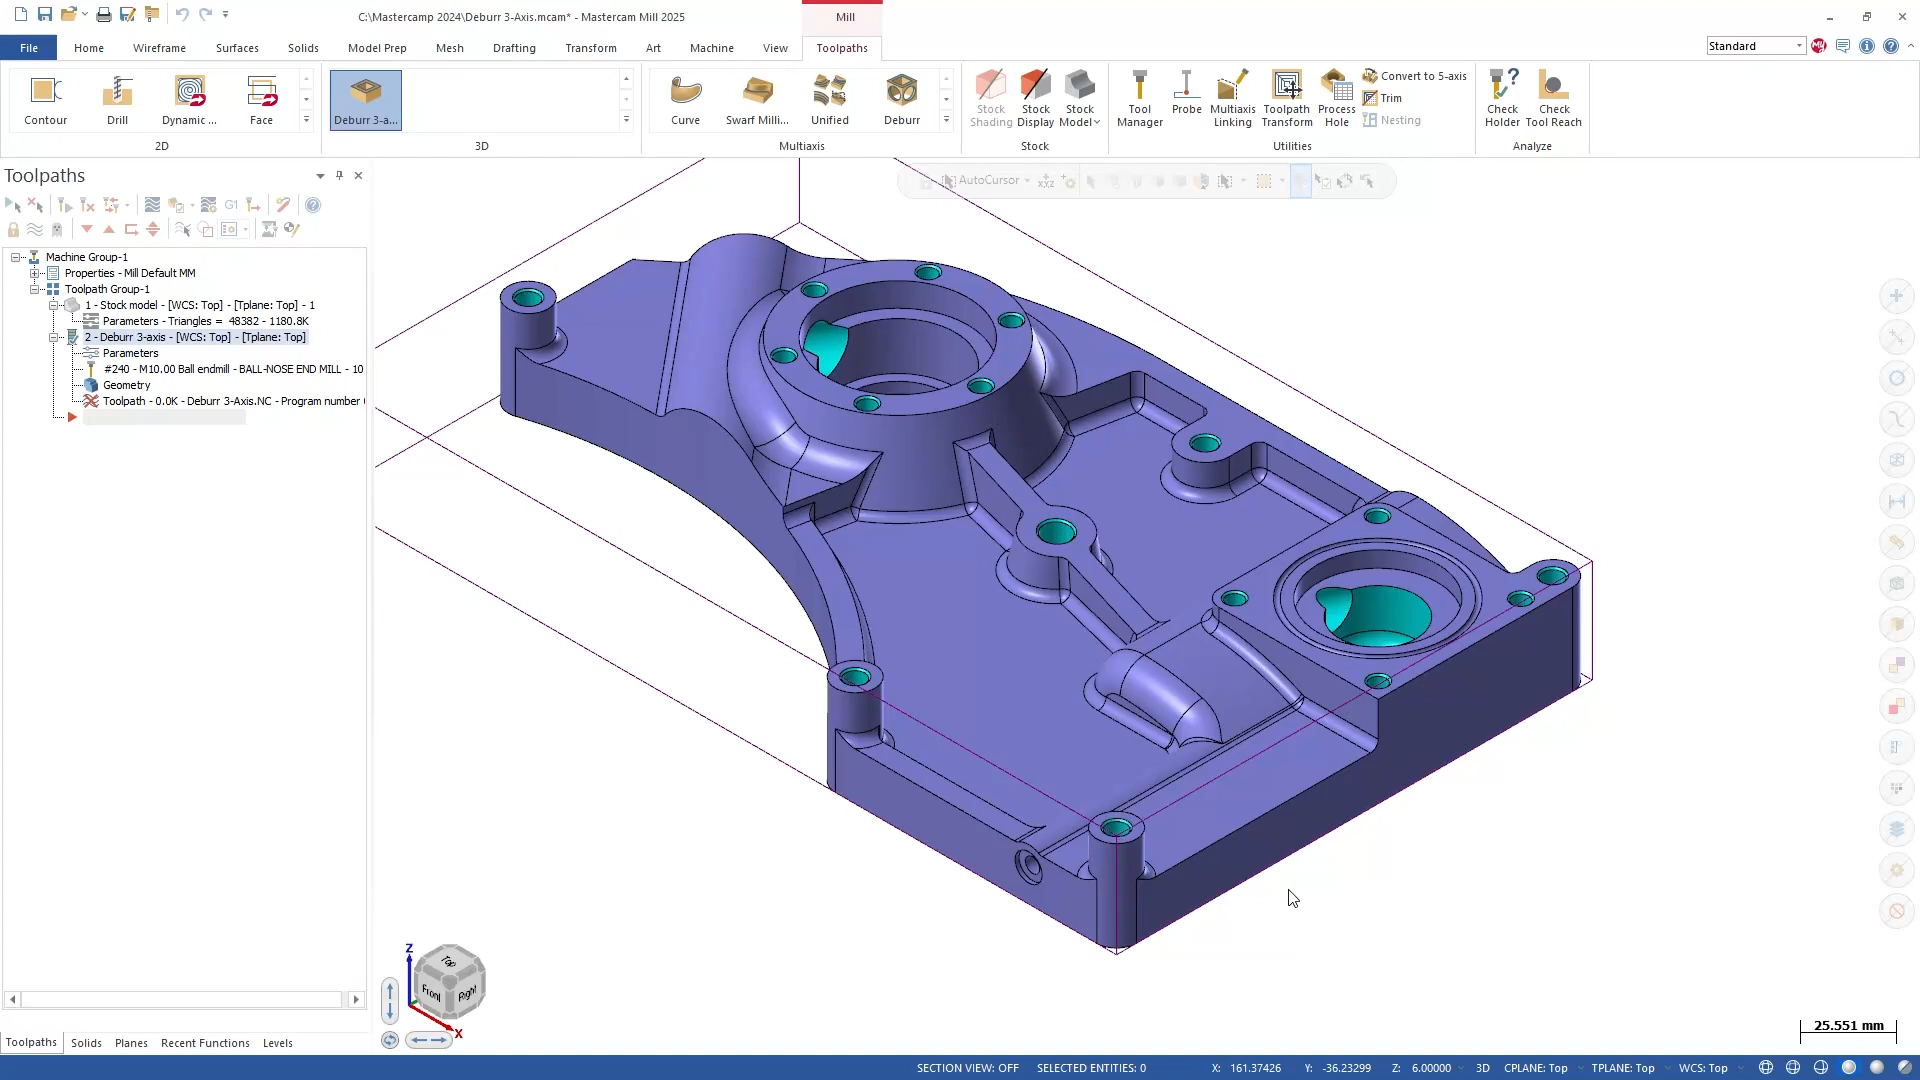 C:\Mastercamp 2024\Deburr 3-Axis.mcam* - Mastercam Mill 2025
Mill
File
Home
Wireframe
Surfaces
Solids
Model Prep
Mesh
Drafting
Transform
Art
Machine
View
Toolpaths
Standard
Contour
Drill
Dynamic ...
Face
2D
Deburr 3-a...
3D
Curve
Swarf Milli...
Unified
Deburr
Multiaxis
Stock Shading
Stock Display
Stock Model
Stock
Tool Manager
Probe
Multiaxis Linking
Toolpath Transform
Process Hole
Convert to 5-axis
Trim
Nesting
Utilities
Check Holder
Check Tool Reach
Analyze
Toolpaths
AutoCursor
G1
Machine Group-1
Properties - Mill Default MM
Toolpath Group-1
1 - Stock model - [WCS: Top] - [Tplane: Top] - 1
Parameters - Triangles = 48382 - 1180.8K
2 - Deburr 3-axis - [WCS: Top] - [Tplane: Top]
Parameters
#240 - M10.00 Ball endmill - BALL-NOSE END MILL - 10
Geometry
Toolpath - 0.0K - Deburr 3-Axis.NC - Program number
Z
Top
Front
Right
X
25.551 mm
Toolpaths
Solids
Planes
Recent Functions
Levels
SECTION VIEW: OFF
SELECTED ENTITIES: 0
X: 161.37426
Y: -36.23299
Z: 6.00000
3D
CPLANE: Top
TPLANE: Top
WCS: Top